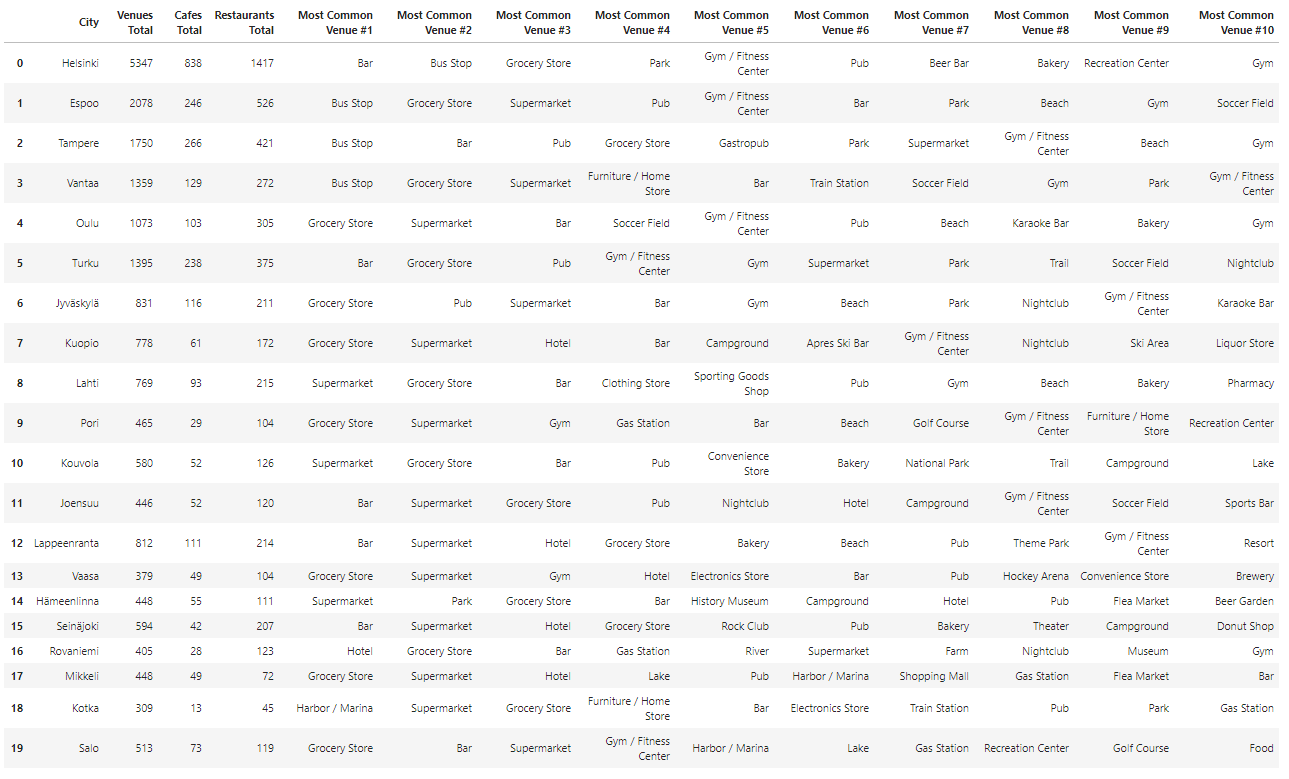 City Venues Total Cafes Total Restaurants Total Most Common Venue #1 Most Common Venue #2 Most Common Venue #3 Most Common Venue #4 Most Common Venue #5 Most Common Venue #6 Most Common Venue #7 Most Common Venue #8 Most Common Venue #9 Most Common Venue #10
0 Helsinki 5347 838 1417 Bar Bus Stop Grocery Store Park Gym / Fitness Center Pub Beer Bar Bakery Recreation Center Gym
1 Espoo 2078 246 526 Bus Stop Grocery Store Supermarket Pub Gym / Fitness Center Bar Park Beach Gym Soccer Field
2 Tampere 1750 266 421 Bus Stop Bar Pub Grocery Store Gastropub Park Supermarket Gym / Fitness Center Beach Gym
3 Vantaa 1359 129 272 Bus Stop Grocery Store Supermarket Furniture / Home Store Bar Train Station Soccer Field Gym Park Gym / Fitness Center
4 Oulu 1073 103 305 Grocery Store Supermarket Bar Soccer Field Gym / Fitness Center Pub Beach Karaoke Bar Bakery Gym
5 Turku 1395 238 375 Bar Grocery Store Pub Gym / Fitness Center Gym Supermarket Park Trail Soccer Field Nightclub
6 Jyväskylä 831 116 211 Grocery Store Pub Supermarket Bar Gym Beach Park Nightclub Gym / Fitness Center Karaoke Bar
7 Kuopio 778 61 172 Grocery Store Supermarket Hotel Bar Campground Apres Ski Bar Gym / Fitness Center Nightclub Ski Area Liquor Store
8 Lahti 769 93 215 Supermarket Grocery Store Bar Clothing Store Sporting Goods Shop Pub Gym Beach Bakery Pharmacy
9 Pori 465 29 104 Grocery Store Supermarket Gym Gas Station Bar Beach Golf Course Gym / Fitness Center Furniture / Home Store Recreation Center
10 Kouvola 580 52 126 Supermarket Grocery Store Bar Pub Convenience Store Bakery National Park Trail Campground Lake
11 Joensuu 446 52 120 Bar Supermarket Grocery Store Pub Nightclub Hotel Campground Gym / Fitness Center Soccer Field Sports Bar
12 Lappeenranta 812 111 214 Bar Supermarket Hotel Grocery Store Bakery Beach Pub Theme Park Gym / Fitness Center Resort
13 Vaasa 379 49 104 Grocery Store Supermarket Gym Hotel Electronics Store Bar Pub Hockey Arena Convenience Store Brewery
14 Hämeenlinna 448 55 111 Supermarket Park Grocery Store Bar History Museum Campground Hotel Pub Flea Market Beer Garden
15 Seinäjoki 594 42 207 Bar Supermarket Hotel Grocery Store Rock Club Pub Bakery Theater Campground Donut Shop
16 Rovaniemi 405 28 123 Hotel Grocery Store Bar Gas Station River Supermarket Farm Nightclub Museum Gym
17 Mikkeli 448 49 72 Grocery Store Supermarket Hotel Lake Pub Harbor / Marina Shopping Mall Gas Station Flea Market Bar
18 Kotka 309 13 45 Harbor / Marina Supermarket Grocery Store Furniture / Home Store Bar Electronics Store Train Station Pub Park Gas Station
19 Salo 513 73 119 Grocery Store Bar Supermarket Gym / Fitness Center Harbor / Marina Lake Gas Station Recreation Center Golf Course Food